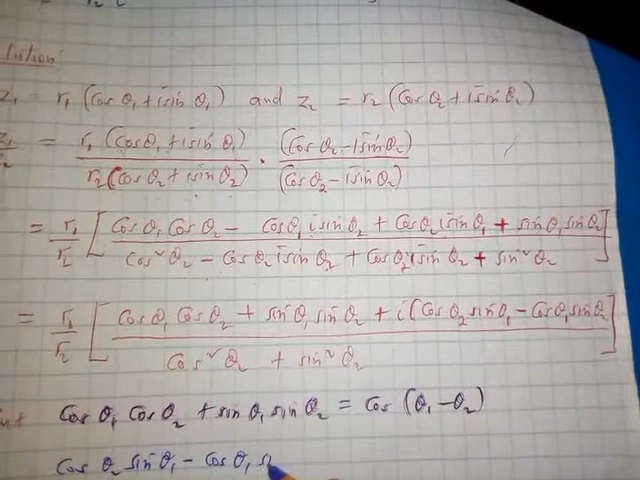 lution:
z₁ = r₁ (Cos θ₁ + i sin θ₁) and z₂ = r₂ (Cos θ₂ + i sin θ₂)
z₁/z₂ = r₁ (Cos θ₁ + i sin θ₁) / r₂ (Cos θ₂ + i sin θ₂) · (Cos θ₂ - i sin θ₂) / (Cos θ₂ - i sin θ₂)
= r₁/r₂ [ Cos θ₁ Cos θ₂ - Cos θ₁ i sin θ₂ + Cos θ₂ i sin θ₁ + sin θ₁ sin θ₂ / Cos² θ₂ - Cos θ₂ i sin θ₂ + Cos θ₂ i sin θ₂ + sin² θ₂ ]
= r₁/r₂ [ Cos θ₁ Cos θ₂ + sin θ₁ sin θ₂ + i ( Cos θ₂ sin θ₁ - Cos θ₁ sin θ₂ / Cos² θ₂ + sin² θ₂ ]
Cos θ₁ Cos θ₂ + sin θ₁ sin θ₂ = Cos (θ₁ - θ₂)
Cos θ₂ sin θ₁ - Cos θ₁ s